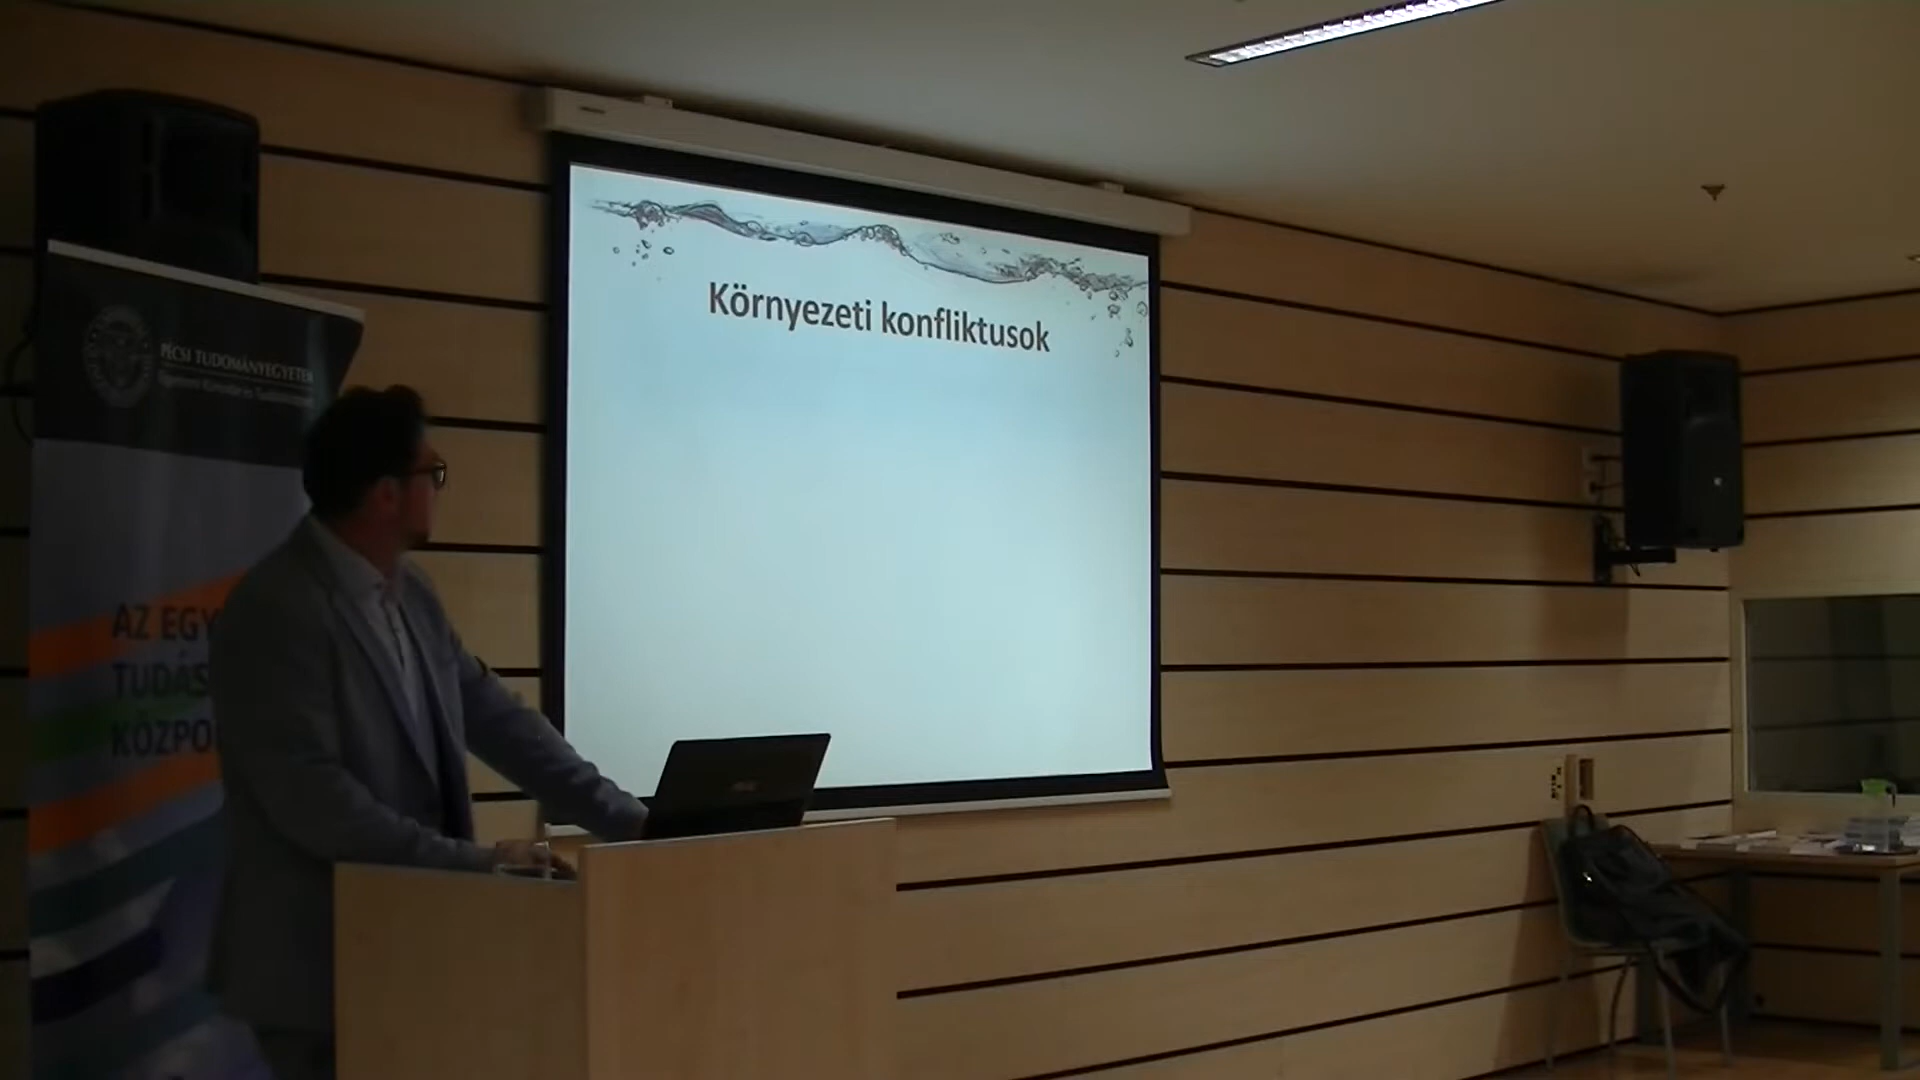 Környezeti konfliktusok
PÉCSI TUDOMÁNYEGYETEM
AZ EGY
TUDÁS
KÖZPO